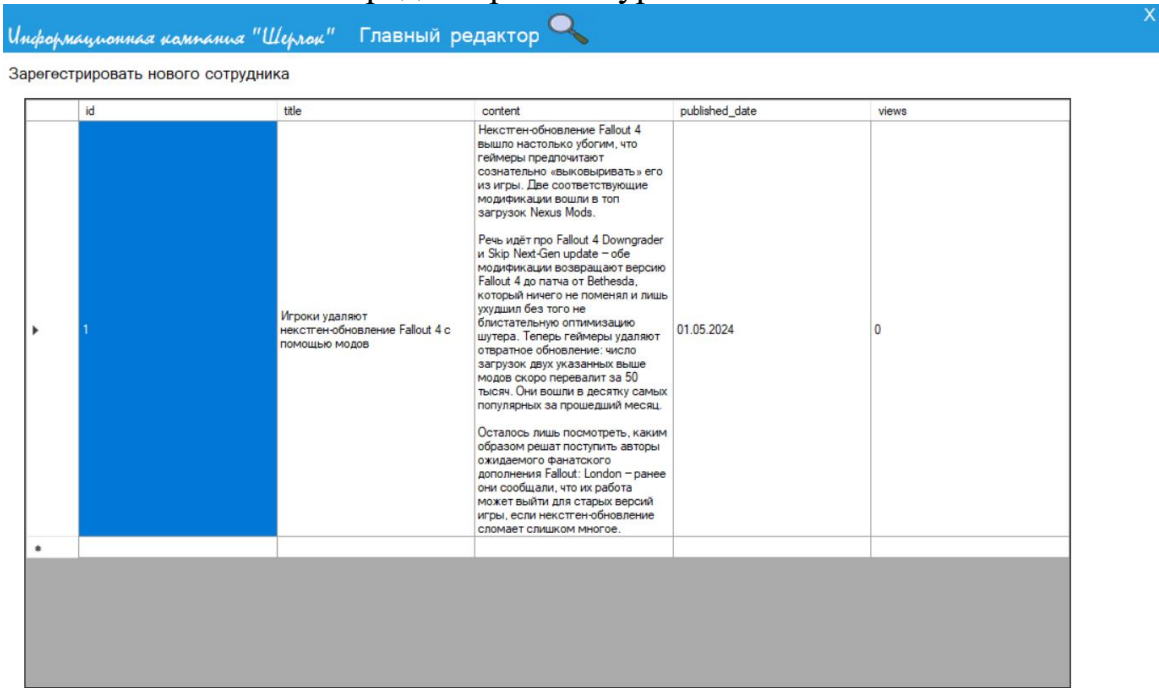 X
Информационная компания "Шерлок" Главный редактор
Зарегестрировать нового сотрудника
id title content published_date views
Некстген-обновление Fallout 4
вышло настолько убогим, что
геймеры предпочитают
сознательно «выковыривать» его
из игры. Две соответствующие
модификации вошли в топ
загрузок Nexus Mods.
Речь идёт про Fallout 4 Downgrader
и Skip Next-Gen update – обе
модификации возвращают версию
Fallout 4 до патча от Bethesda,
который ничего не поменял и лишь
ухудшил без того не
блистательную оптимизацию
шутера. Теперь геймеры удаляют
отвратное обновление: число
загрузок двух указанных выше
модов скоро перевалит за 50
тысяч. Они вошли в десятку самых
популярных за прошедший месяц.
Осталось лишь посмотреть, каким
образом решат поступить авторы
ожидаемого фанатского
дополнения Fallout: London – ранее
они сообщали, что их работа
может выйти для старых версий
игры, если некстген-обновление
сломает слишком многое.
1
Игроки удаляют
некстген-обновление Fallout 4 с
помощью модов
01.05.2024
0